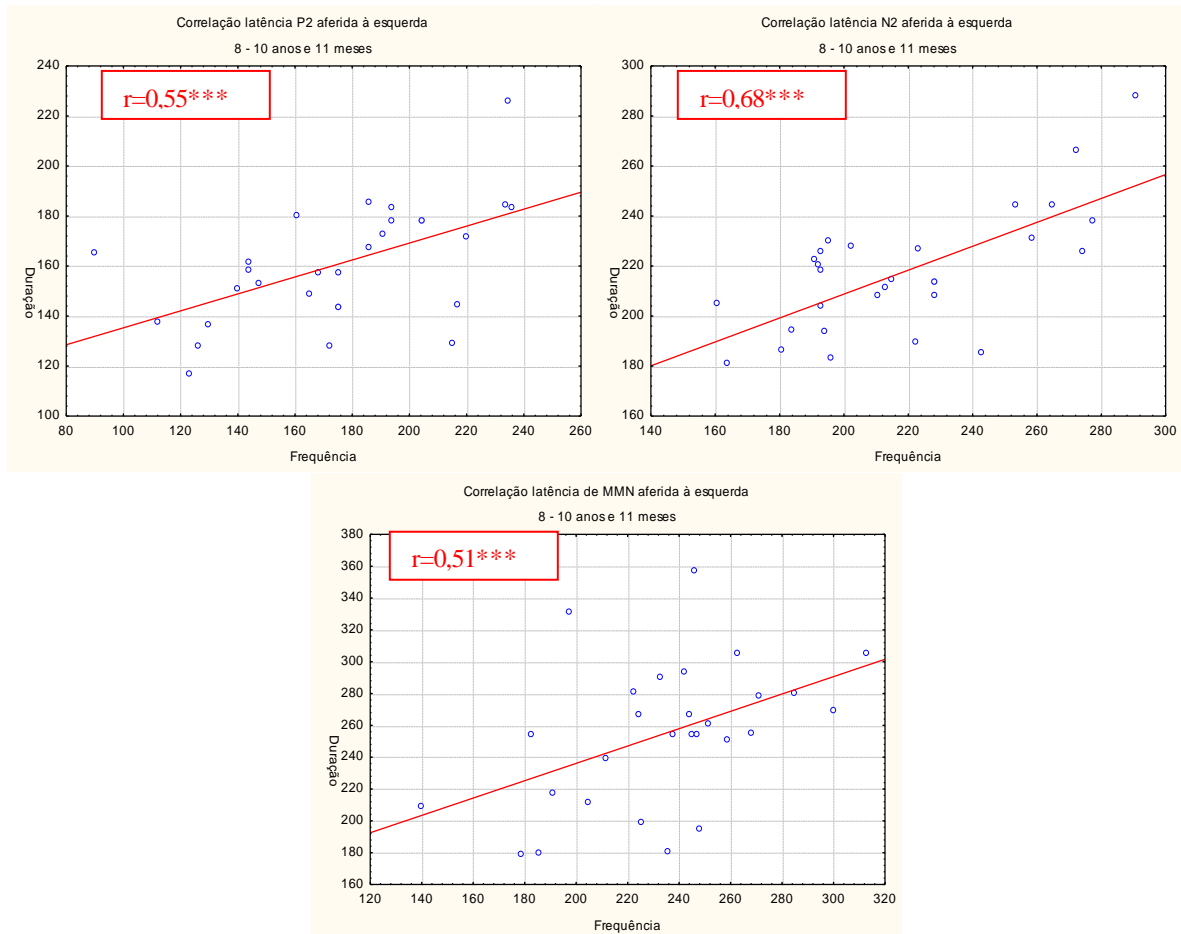 Correlação latência P2 aferida à esquerda
8 - 10 anos e 11 meses
r=0,55***
240
220
200
180
160
140
120
100
Duração
80 100 120 140 160 180 200 220 240 260
Frequência
Correlação latência N2 aferida à esquerda
8 - 10 anos e 11 meses
r=0,68***
300
280
260
240
220
200
180
160
Duração
140 160 180 200 220 240 260 280 300
Frequência
Correlação latência de MMN aferida à esquerda
8 - 10 anos e 11 meses
r=0,51***
380
360
340
320
300
280
260
240
220
200
180
160
Duração
120 140 160 180 200 220 240 260 280 300 320
Frequência